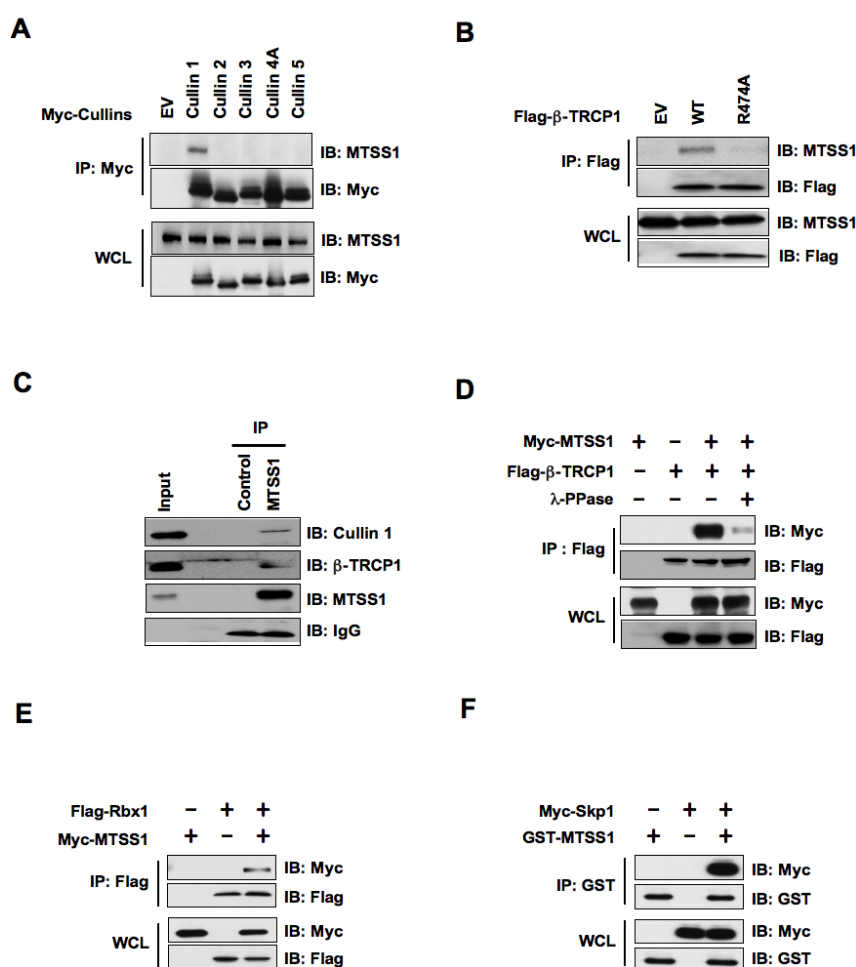 A
Myc-Cullins
EV
Cullin 1
Cullin 2
Cullin 3
Cullin 4A
Cullin 5
IP: Myc
IB: MTSS1
IB: Myc
WCL
IB: MTSS1
IB: Myc
B
Flag-β-TRCP1
EV
WT
R474A
IP: Flag
IB: MTSS1
IB: Flag
WCL
IB: MTSS1
IB: Flag
C
IP
Input
Control
MTSS1
IB: Cullin 1
IB: β-TRCP1
IB: MTSS1
IB: IgG
D
Myc-MTSS1 + − + +
Flag-β-TRCP1 − + + +
λ-PPase − − − +
IP : Flag
IB: Myc
IB: Flag
WCL
IB: Myc
IB: Flag
E
Flag-Rbx1 − + +
Myc-MTSS1 + − +
IP: Flag
IB: Myc
IB: Flag
WCL
IB: Myc
IB: Flag
F
Myc-Skp1 − + +
GST-MTSS1 + − +
IP: GST
IB: Myc
IB: GST
WCL
IB: Myc
IB: GST